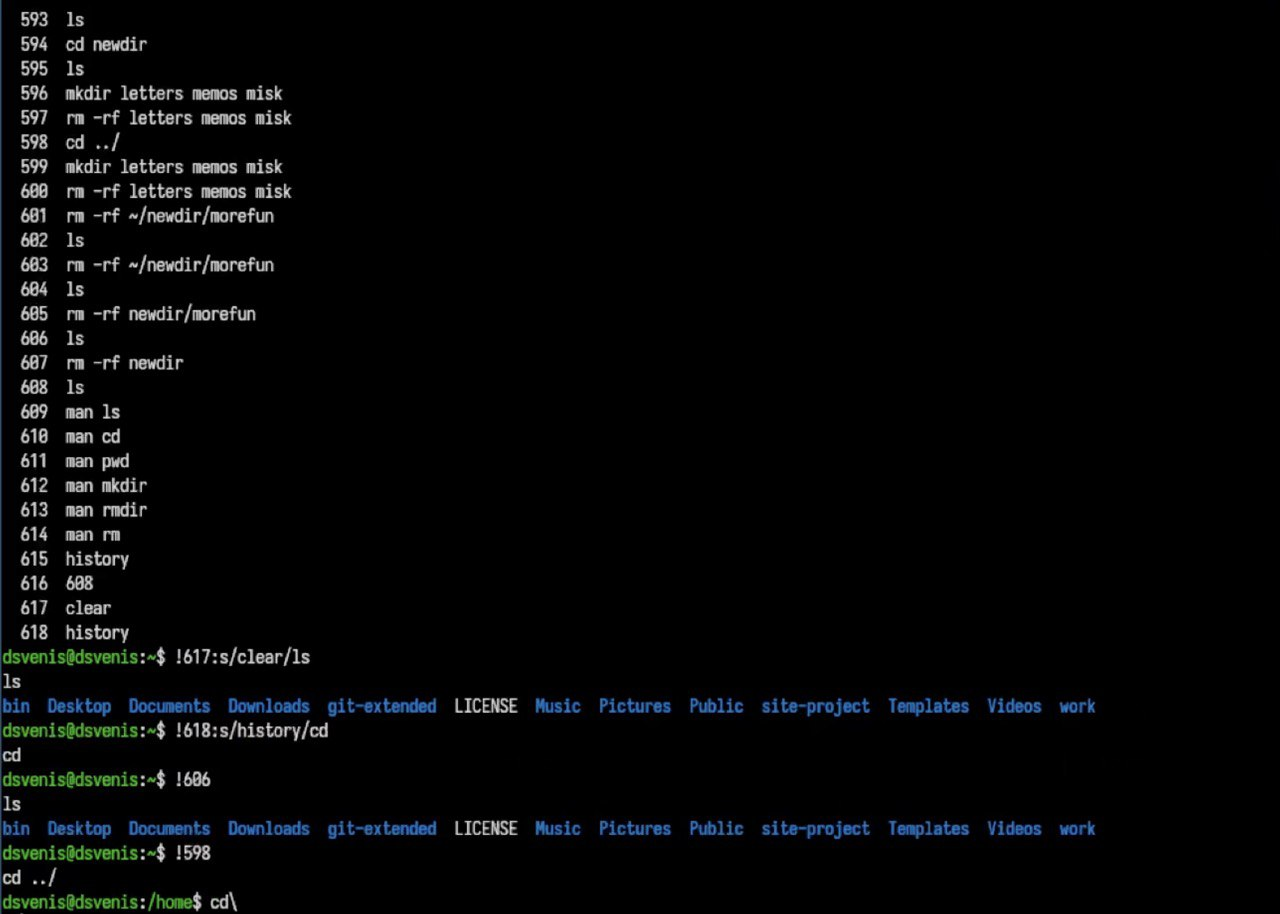 593 ls
594 cd newdir
595 ls
596 mkdir letters memos misk
597 rm -rf letters memos misk
598 cd ../
599 mkdir letters memos misk
600 rm -rf letters memos misk
601 rm -rf ~/newdir/morefun
602 ls
603 rm -rf ~/newdir/morefun
604 ls
605 rm -rf newdir/morefun
606 ls
607 rm -rf newdir
608 ls
609 man ls
610 man cd
611 man pwd
612 man mkdir
613 man rmdir
614 man rm
615 history
616 608
617 clear
618 history
dsvenis@dsvenis:~$ !617:s/clear/ls
ls
bin Desktop Documents Downloads git-extended LICENSE Music Pictures Public site-project Templates Videos work
dsvenis@dsvenis:~$ !618:s/history/cd
cd
dsvenis@dsvenis:~$ !606
ls
bin Desktop Documents Downloads git-extended LICENSE Music Pictures Public site-project Templates Videos work
dsvenis@dsvenis:~$ !598
cd ../
dsvenis@dsvenis:/home$ cd\